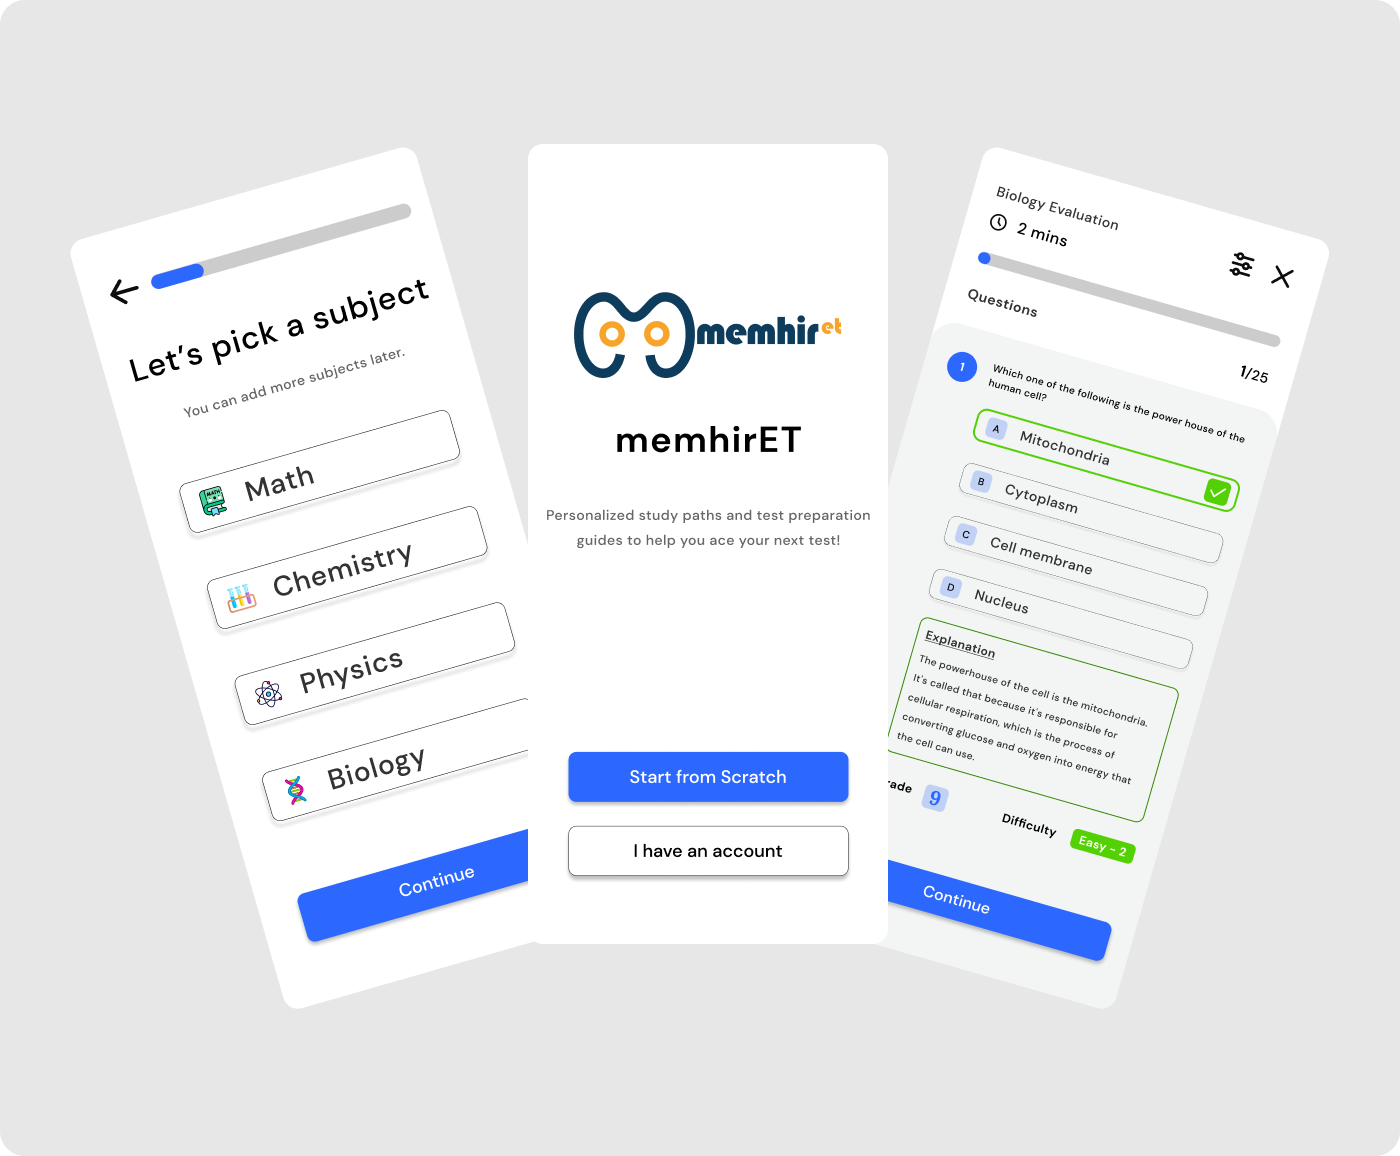 Let's pick a subject
You can add more subjects later.
MATH
Math
Chemistry
Physics
Biology
Continue
memhiret
memhirET
Personalized study paths and test preparation
guides to help you ace your next test!
Start from Scratch
I have an account
Biology Evaluation
2 mins
Questions
1/25
1
Which one of the following is the power house of the
human cell?
A Mitochondria
B Cytoplasm
C Cell membrane
D Nucleus
Explanation
The powerhouse of the cell is the mitochondria.
It's called that because it's responsible for
cellular respiration, which is the process of
converting glucose and oxygen into energy that
the cell can use.
rade 9
Difficulty Easy - 2
Continue